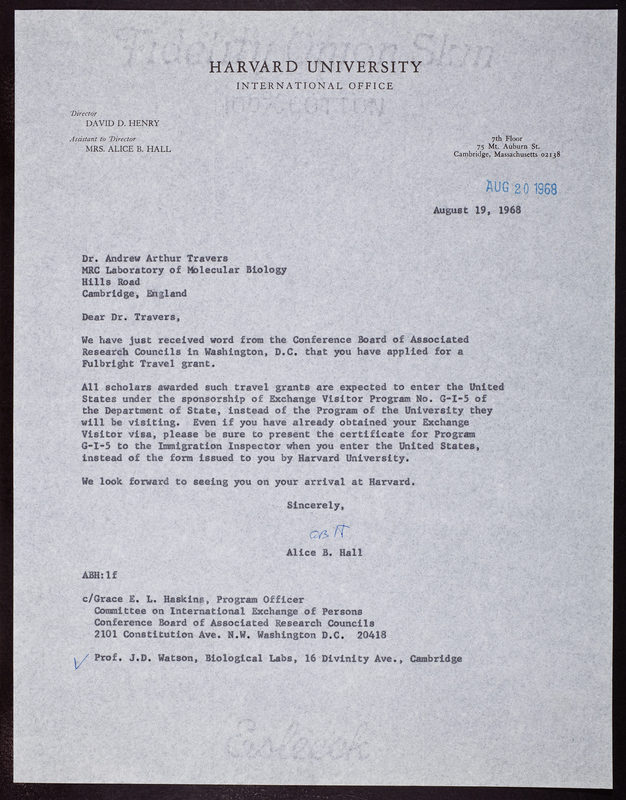 Fidelity Onion Skin
HARVARD UNIVERSITY
INTERNATIONAL OFFICE
Director
DAVID D. HENRY
Assistant to Director
MRS. ALICE B. HALL
7th Floor
75 Mt. Auburn St.
Cambridge, Massachusetts 02138
AUG 20 1968
August 19, 1968
Dr. Andrew Arthur Travers
MRC Laboratory of Molecular Biology
Hills Road
Cambridge, England
Dear Dr. Travers,
We have just received word from the Conference Board of Associated
Research Councils in Washington, D.C. that you have applied for a
Fulbright Travel grant.
All scholars awarded such travel grants are expected to enter the United
States under the sponsorship of Exchange Visitor Program No. G-I-5 of
the Department of State, instead of the Program of the University they
will be visiting. Even if you have already obtained your Exchange
Visitor visa, please be sure to present the certificate for Program
G-I-5 to the Immigration Inspector when you enter the United States,
instead of the form issued to you by Harvard University.
We look forward to seeing you on your arrival at Harvard.
Sincerely,
ABH
Alice B. Hall
ABH:lf
c/Grace E. L. Haskins, Program Officer
Committee on International Exchange of Persons
Conference Board of Associated Research Councils
2101 Constitution Ave. N.W. Washington D.C. 20418
Prof. J.D. Watson, Biological Labs, 16 Divinity Ave., Cambridge
Eaton's